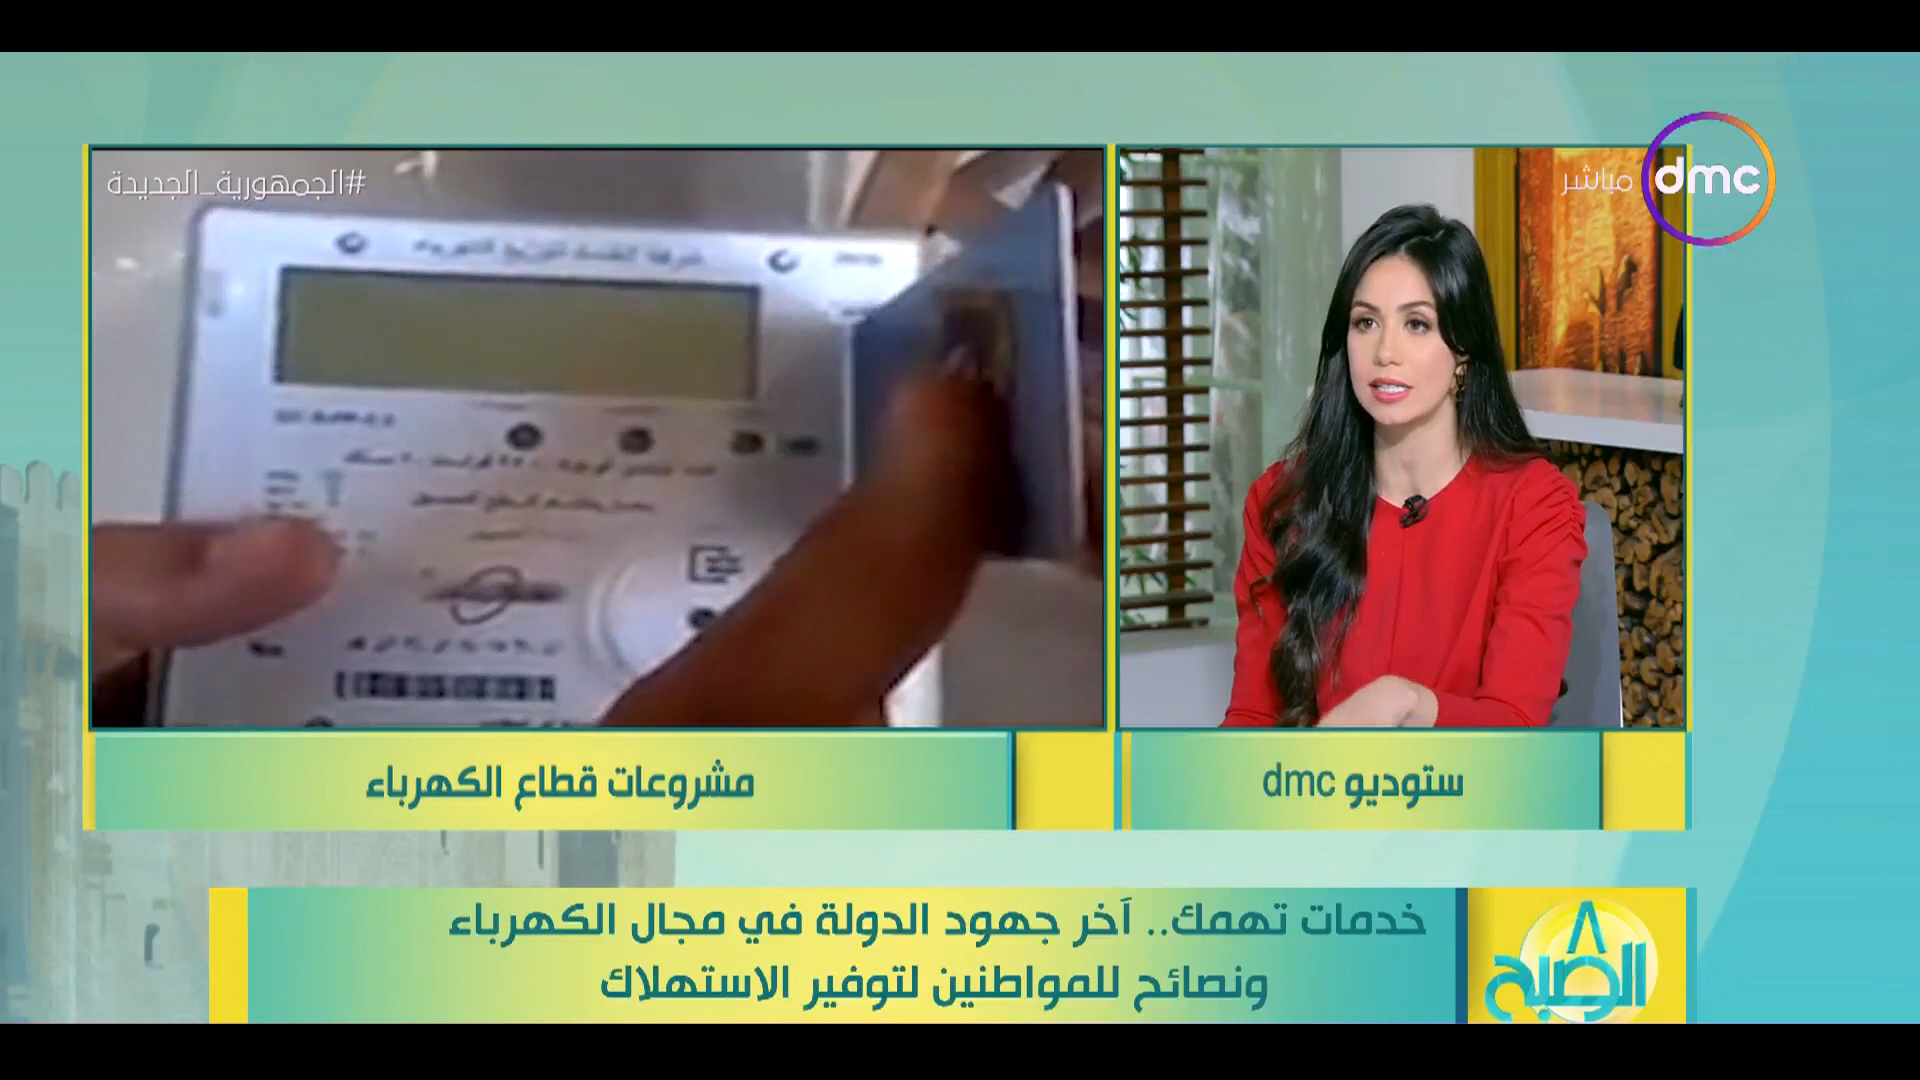 #الجمهورية_الجديدة
مباشر
dmc
ستوديو dmc
مشروعات قطاع الكهرباء
خدمات تهمك.. آخر جهود الدولة في مجال الكهرباء
ونصائح للمواطنين لتوفير الاستهلاك
٨ الصبح